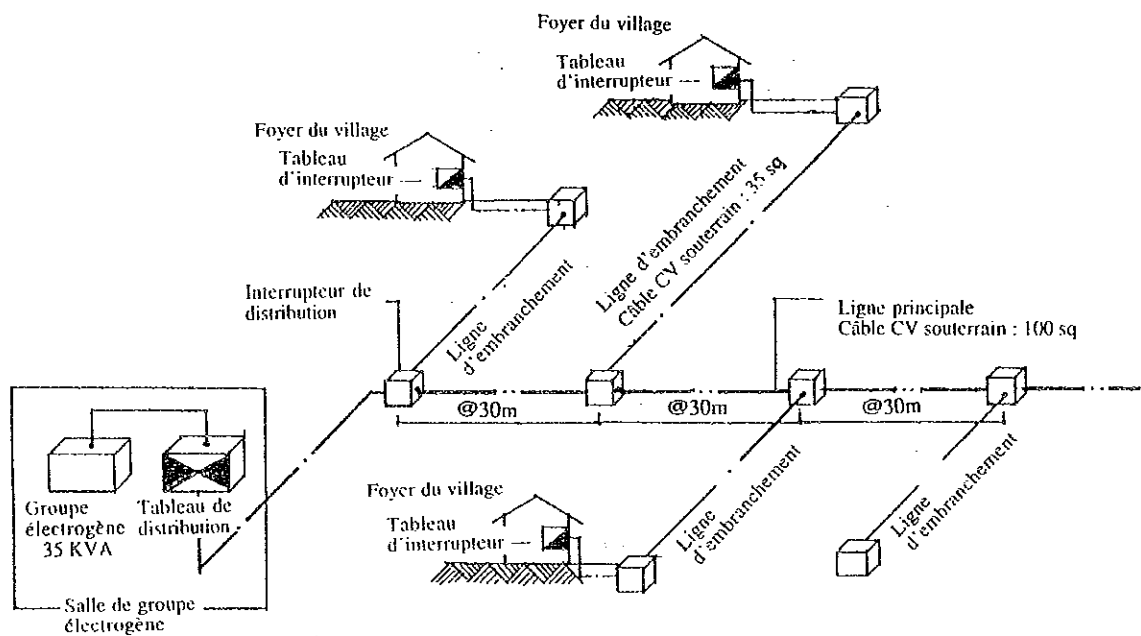 Foyer du village
Tableau
d'interrupteur
Foyer du village
Tableau
d'interrupteur
Ligne d'embranchement
Câble CV souterrain : 35 sq
Interrupteur de
distribution
Ligne
d'embranchement
Ligne principale
Câble CV souterrain : 100 sq
@30m
@30m
@30m
Groupe
électrogène
35 KVA
Tableau de
distribution
Foyer du village
Tableau
d'interrupteur
Ligne
d'embranchement
Ligne
d'embranchement
Salle de groupe
électrogène